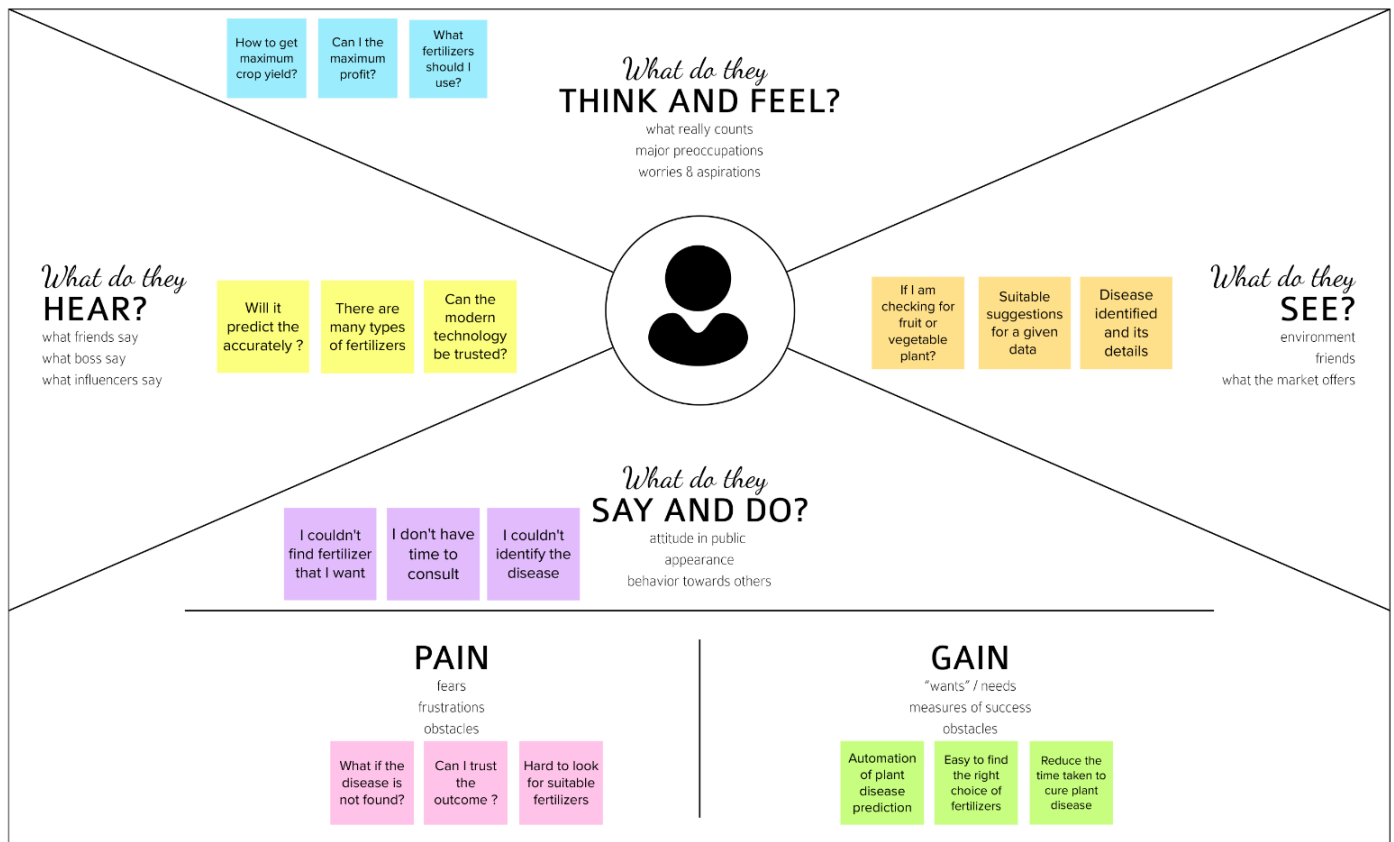 How to get
maximum
crop yield?
Can I the
maximum
profit?
What
fertilizers
should I
use?
What do they
THINK AND FEEL?
what really counts
major preoccupations
worries & aspirations
What do they
HEAR?
what friends say
what boss say
what influencers say
Will it
predict the
accurately ?
There are
many types
of fertilizers
Can the
modern
technology
be trusted?
If I am
checking for
fruit or
vegetable
plant?
Suitable
suggestions
for a given
data
Disease
identified
and its
details
What do they
SEE?
environment
friends
what the market offers
What do they
SAY AND DO?
attitude in public
appearance
behavior towards others
I couldn't
find fertilizer
that I want
I don't have
time to
consult
I couldn't
identify the
disease
PAIN
fears
frustrations
obstacles
What if the
disease is
not found?
Can I trust
the
outcome ?
Hard to look
for suitable
fertilizers
GAIN
“wants” / needs
measures of success
obstacles
Automation
of plant
disease
prediction
Easy to find
the right
choice of
fertilizers
Reduce the
time taken to
cure plant
disease